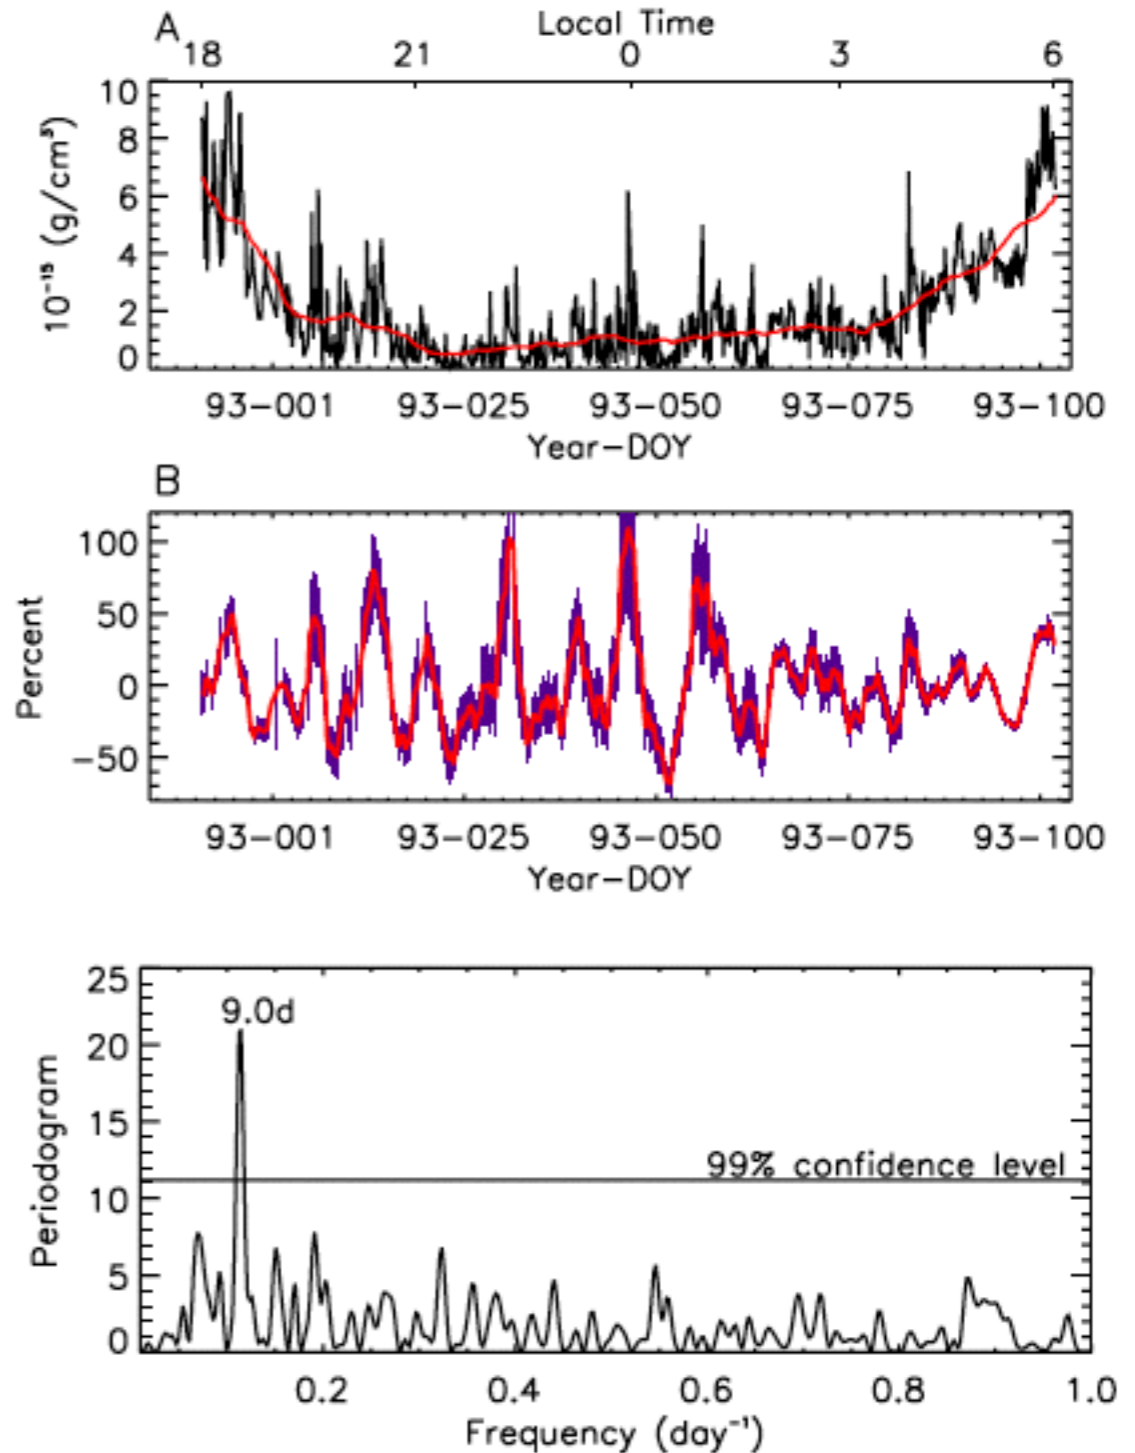 A
Local Time
18 21 0 3 6
10
8
6
4
2
0
10⁻¹⁵ (g/cm³)
93-001 93-025 93-050 93-075 93-100
Year-DOY
B
100
50
0
-50
Percent
93-001 93-025 93-050 93-075 93-100
Year-DOY
25
20
15
10
5
0
Periodogram
9.0d
99% confidence level
0.2 0.4 0.6 0.8 1.0
Frequency (day⁻¹)